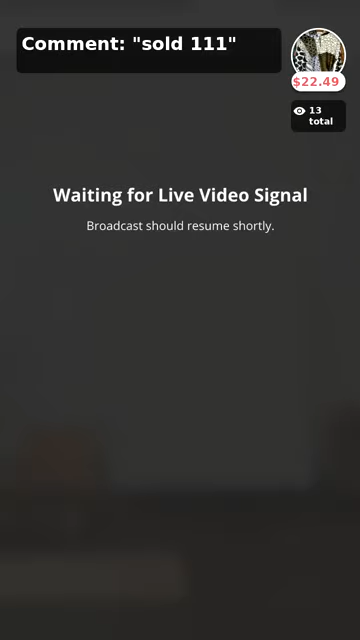 Comment: "sold 111"
$22.49
13
total
Waiting for Live Video Signal
Broadcast should resume shortly.